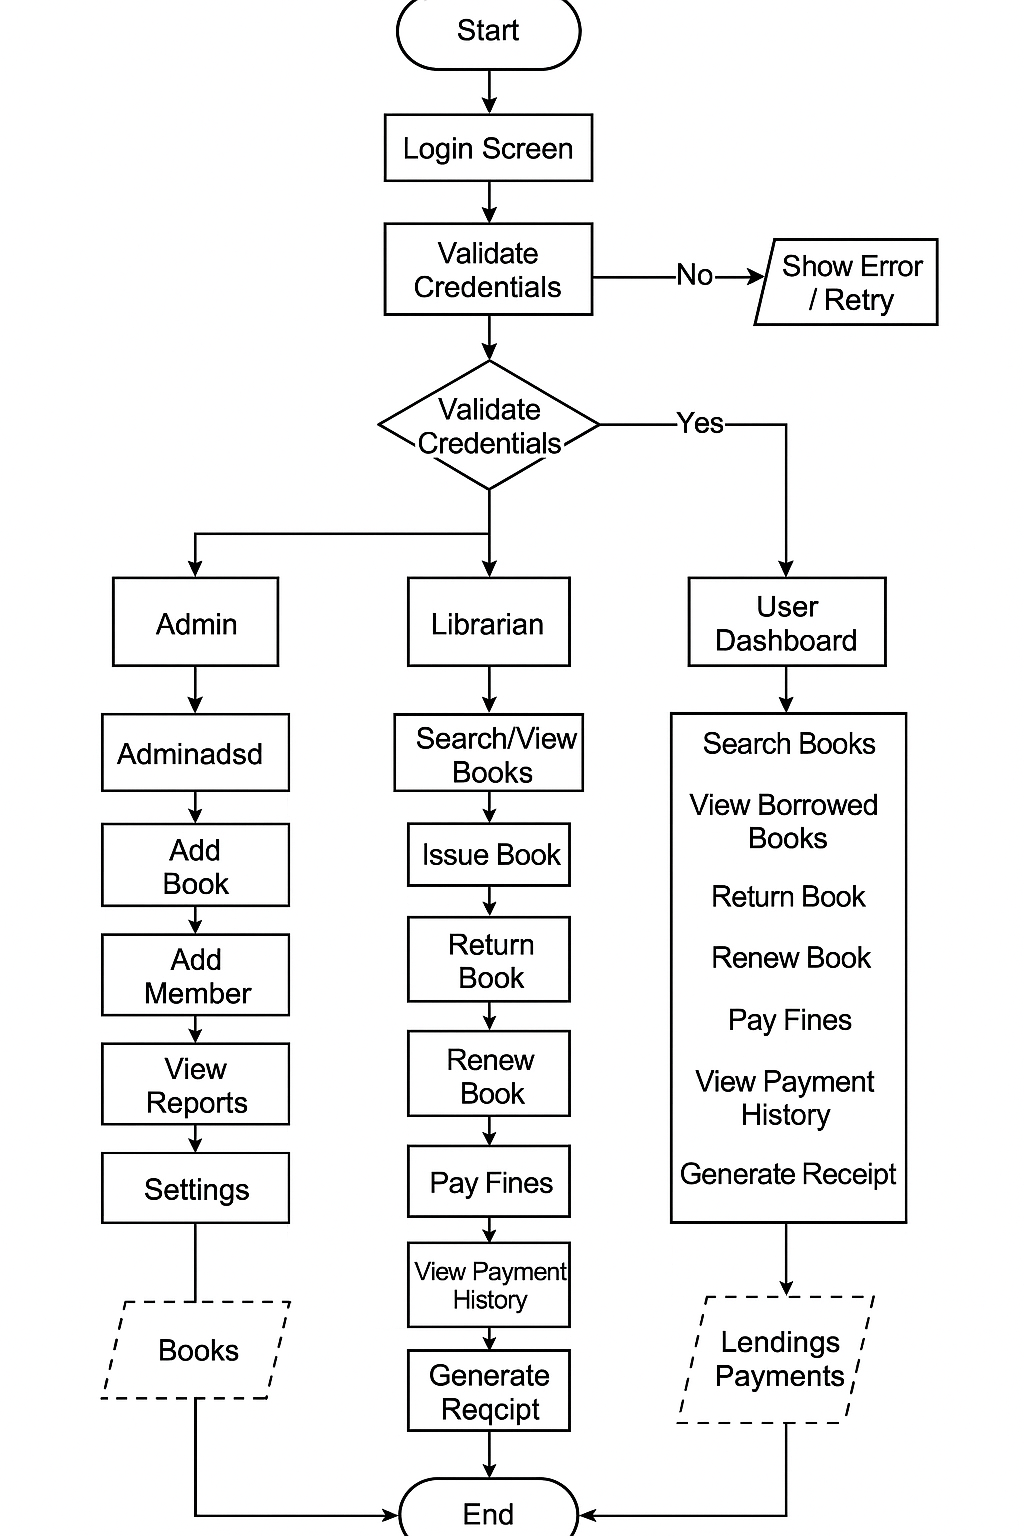 Start
Login Screen
Validate
Credentials
No
Show Error
/ Retry
Validate
Credentials
Yes
Admin
Librarian
User
Dashboard
Adminadsd
Add
Book
Add
Member
View
Reports
Settings
Books
Search/View
Books
Issue Book
Return
Book
Renew
Book
Pay Fines
View Payment
History
Generate
Reqcipt
Search Books
View Borrowed
Books
Return Book
Renew Book
Pay Fines
View Payment
History
Generate Receipt
Lendings
Payments
End